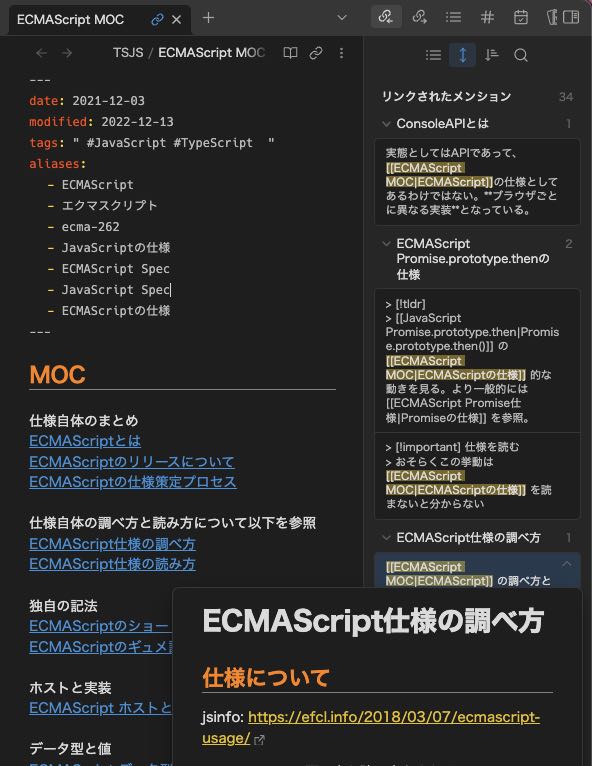 ECMAScript MOC
TSJS / ECMAScript MOC
---
date: 2021-12-03
modified: 2022-12-13
tags: " #JavaScript #TypeScript  "
aliases:
- ECMAScript
- エクマスクリプト
- ecma-262
- JavaScriptの仕様
- ECMAScript Spec
- JavaScript Spec
- ECMAScriptの仕様
---
MOC
仕様自体のまとめ
ECMAScriptとは
ECMAScriptのリリースについて
ECMAScriptの仕様策定プロセス
仕様自体の調べ方と読み方について以下を参照
ECMAScript仕様の調べ方
ECMAScript仕様の読み方
独自の記法
ECMAScriptのショー
ECMAScriptのギュメ
ホストと実装
ECMAScript ホストと
データ型と値
リンクされたメンション 34
ConsoleAPIとは 1
実態としてはAPIであって、
[[ECMAScript
MOC|ECMAScript]]の仕様として
あるわけではない。**ブラウザごと
に異なる実装**となっている。
ECMAScript 2
Promise.prototype.thenの
仕様
> [!tldr]
> [[JavaScript
Promise.prototype.then|Promis
e.prototype.then()]] の
[[ECMAScript
MOC|ECMAScriptの仕様]] 的な
動きを見る。より一般的には
[[ECMAScript Promise仕
様|Promiseの仕様]] を参照。
> [!important] 仕様を読む
> おそらくこの挙動は
[[ECMAScript
MOC|ECMAScriptの仕様]] を読
まないと分からない
ECMAScript仕様の調べ方 1
[[ECMAScript
MOC|ECMAScript]] の調べ方と
ECMAScript仕様の調べ方
仕様について
jsinfo: https://efcl.info/2018/03/07/ecmascript-
usage/